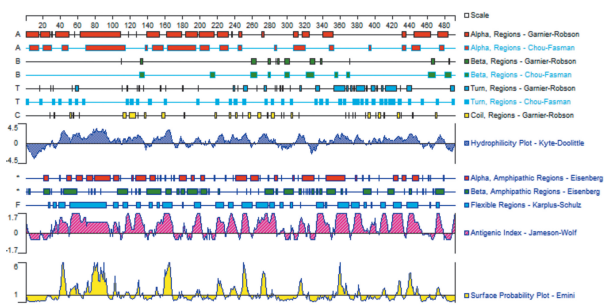 20 40 60 80 100 120 140 160 180 200 220 240 260 280 300 320 340 360 380 400 420 440 460 480
Scale
A Alpha, Regions - Garnier-Robson
A Alpha, Regions - Chou-Fasman
B Beta, Regions - Garnier-Robson
B Beta, Regions - Chou-Fasman
T Turn, Regions - Garnier-Robson
T Turn, Regions - Chou-Fasman
C Coil, Regions - Garnier-Robson
4.5
0 Hydrophilicity Plot - Kyte-Doolittle
-4.5
* Alpha, Amphipathic Regions - Eisenberg
* Beta, Amphipathic Regions - Eisenberg
F Flexible Regions - Karplus-Schulz
1.7
0 Antigenic Index - Jameson-Wolf
-1.7
6
1 Surface Probability Plot - Emini